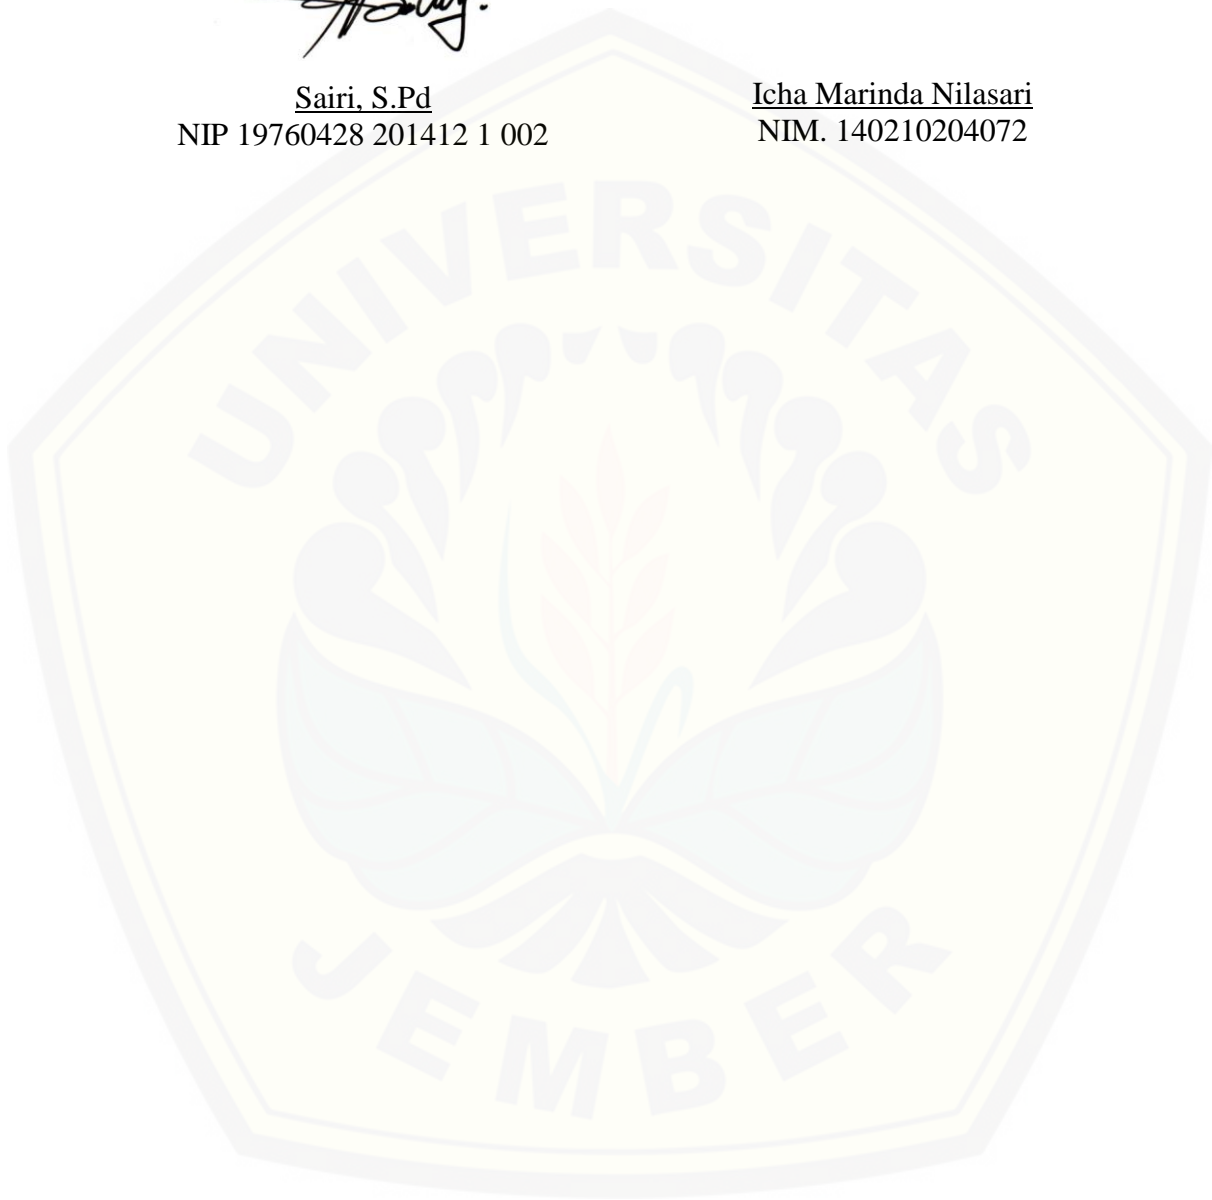 Sairi, S.Pd
NIP 19760428 201412 1 002
Icha Marinda Nilasari
NIM. 140210204072
UNIVERSITAS
JEMBER